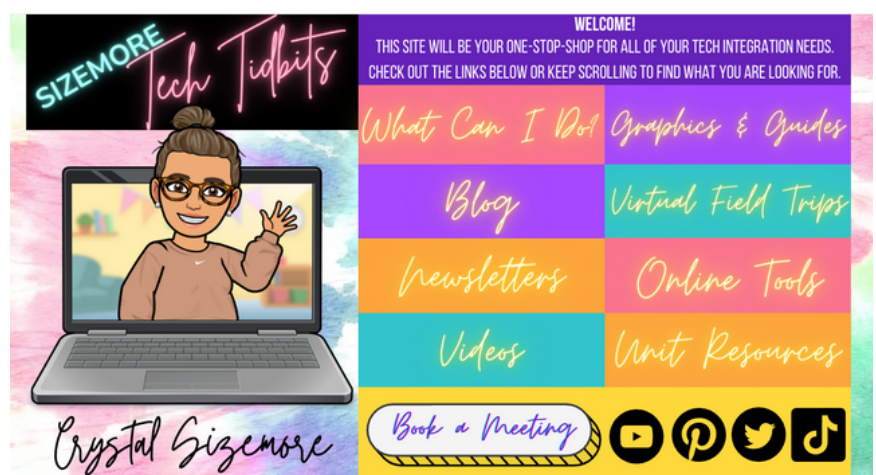 SIZEMORE
Tech Tidbits
WELCOME!
THIS SITE WILL BE YOUR ONE-STOP-SHOP FOR ALL OF YOUR TECH INTEGRATION NEEDS.
CHECK OUT THE LINKS BELOW OR KEEP SCROLLING TO FIND WHAT YOU ARE LOOKING FOR.
What Can I Do?
Graphics & Guides
Blog
Virtual Field Trips
Newsletters
Online Tools
Videos
Unit Resources
Book a Meeting
Crystal Sizemore